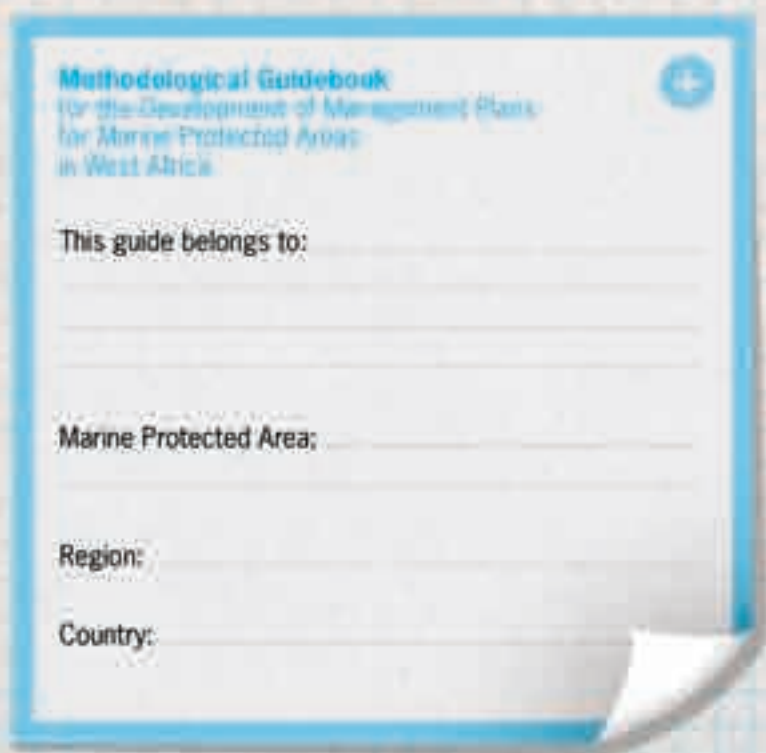 Methodological Guidebook
for the Development of Management Plans
for Marine Protected Areas
in West Africa
This guide belongs to:
Marine Protected Area:
Region:
Country: